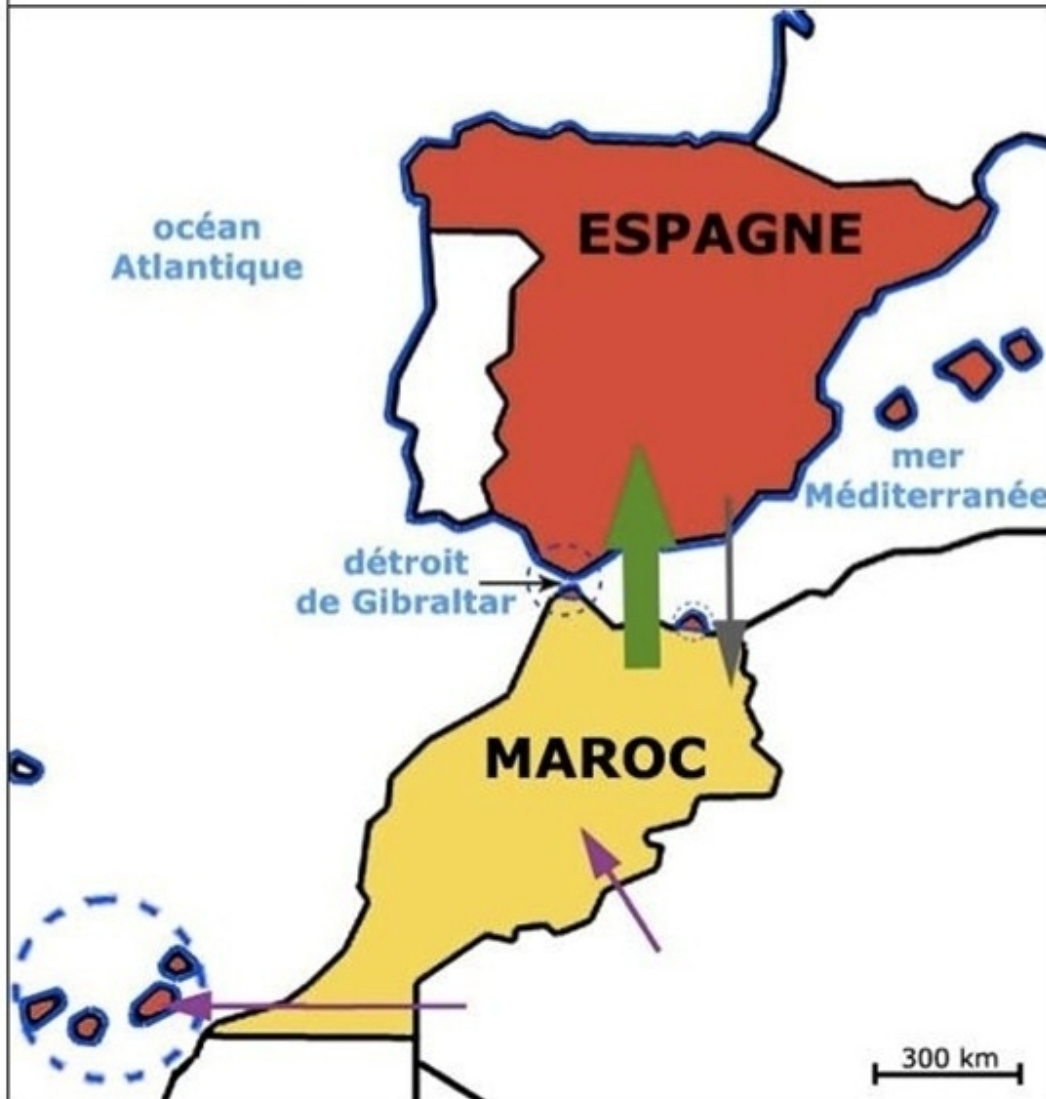 ESPAGNE
océan
Atlantique
mer
Méditerranée
détroit
de Gibraltar
MAROC
300 km